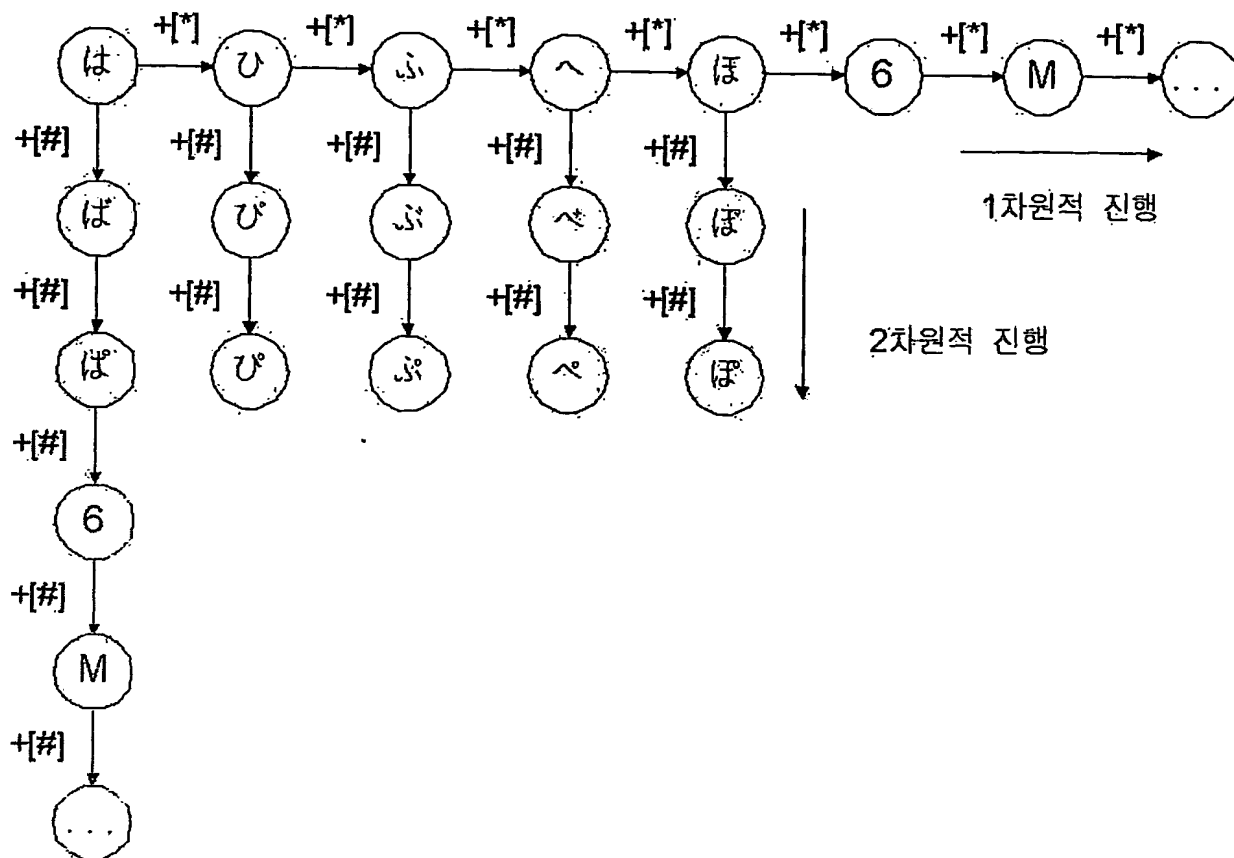 +[*] +[*] +[*] +[*] +[*] +[*] +[*]
は ひ ふ へ ほ 6 M ...
+[#] +[#] +[#] +[#] +[#]
1차원적 진행
ば び ぶ べ ぽ
+[#] +[#] +[#] +[#] +[#]
2차원적 진행
ぱ ぴ ぷ ぺ ぽ
+[#]
6
+[#]
M
+[#]
...